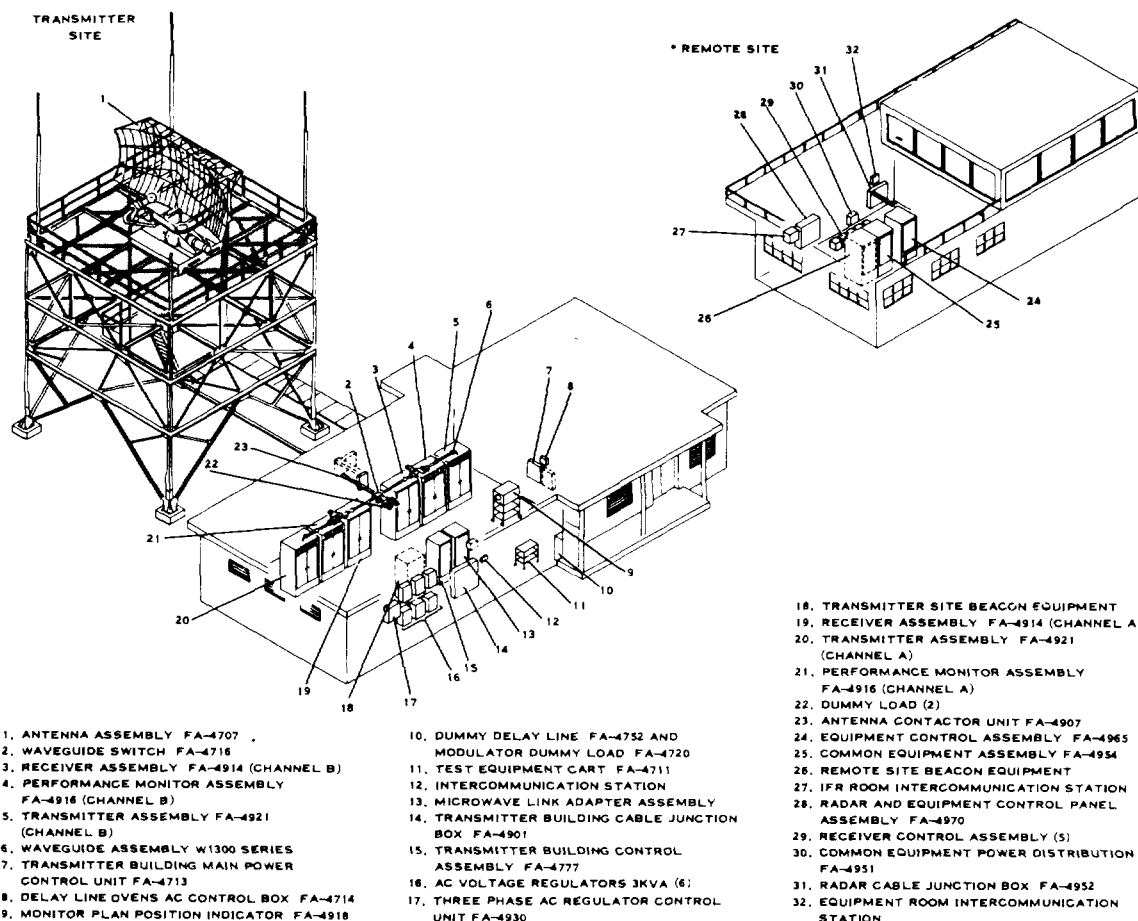 TRANSMITTER
SITE
* REMOTE SITE
1
32
31
30
29
28
27
26
25
24
6
5
4
3
2
7
8
23
22
21
20
19
18
17
16
15
14
13
12
11
10
9
1. ANTENNA ASSEMBLY FA-4707
2. WAVEGUIDE SWITCH FA-4716
3. RECEIVER ASSEMBLY FA-4914 (CHANNEL B)
4. PERFORMANCE MONITOR ASSEMBLY
FA-4916 (CHANNEL B)
5. TRANSMITTER ASSEMBLY FA-4921
(CHANNEL B)
6. WAVEGUIDE ASSEMBLY W1300 SERIES
7. TRANSMITTER BUILDING MAIN POWER
CONTROL UNIT FA-4713
8. DELAY LINE OVENS AC CONTROL BOX FA-4714
9. MONITOR PLAN POSITION INDICATOR FA-4918
10. DUMMY DELAY LINE FA-4752 AND
MODULATOR DUMMY LOAD FA-4720
11. TEST EQUIPMENT CART FA-4711
12. INTERCOMMUNICATION STATION
13. MICROWAVE LINK ADAPTER ASSEMBLY
14. TRANSMITTER BUILDING CABLE JUNCTION
BOX FA-4901
15. TRANSMITTER BUILDING CONTROL
ASSEMBLY FA-4777
16. AC VOLTAGE REGULATORS 3KVA (6)
17. THREE PHASE AC REGULATOR CONTROL
UNIT FA-4930
18. TRANSMITTER SITE BEACON EQUIPMENT
19. RECEIVER ASSEMBLY FA-4914 (CHANNEL A
20. TRANSMITTER ASSEMBLY FA-4921
(CHANNEL A)
21. PERFORMANCE MONITOR ASSEMBLY
FA-4916 (CHANNEL A)
22. DUMMY LOAD (2)
23. ANTENNA CONTACTOR UNIT FA-4907
24. EQUIPMENT CONTROL ASSEMBLY FA-4965
25. COMMON EQUIPMENT ASSEMBLY FA-4954
26. REMOTE SITE BEACON EQUIPMENT
27. IFR ROOM INTERCOMMUNICATION STATION
28. RADAR AND EQUIPMENT CONTROL PANEL
ASSEMBLY FA-4970
29. RECEIVER CONTROL ASSEMBLY (5)
30. COMMON EQUIPMENT POWER DISTRIBUTION
FA-4951
31. RADAR CABLE JUNCTION BOX FA-4952
32. EQUIPMENT ROOM INTERCOMMUNICATION
STATION